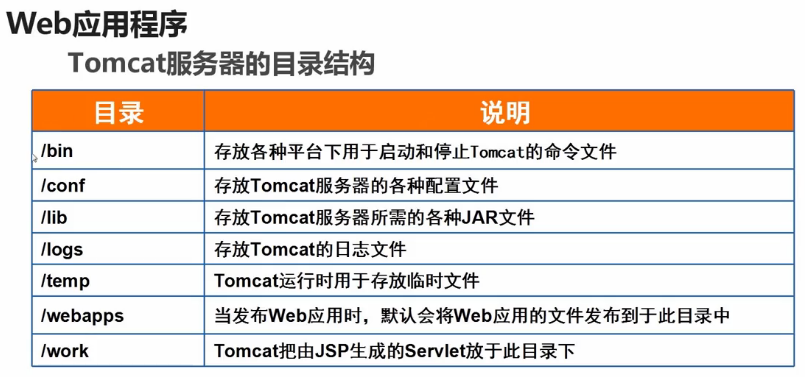 Web应用程序
Tomcat服务器的目录结构
目录 说明
/bin 存放各种平台下用于启动和停止Tomcat的命令文件
/conf 存放Tomcat服务器的各种配置文件
/lib 存放Tomcat服务器所需的各种JAR文件
/logs 存放Tomcat的日志文件
/temp Tomcat运行时用于存放临时文件
/webapps 当发布Web应用时，默认会将Web应用的文件发布到于此目录中
/work Tomcat把由JSP生成的Servlet放于此目录下